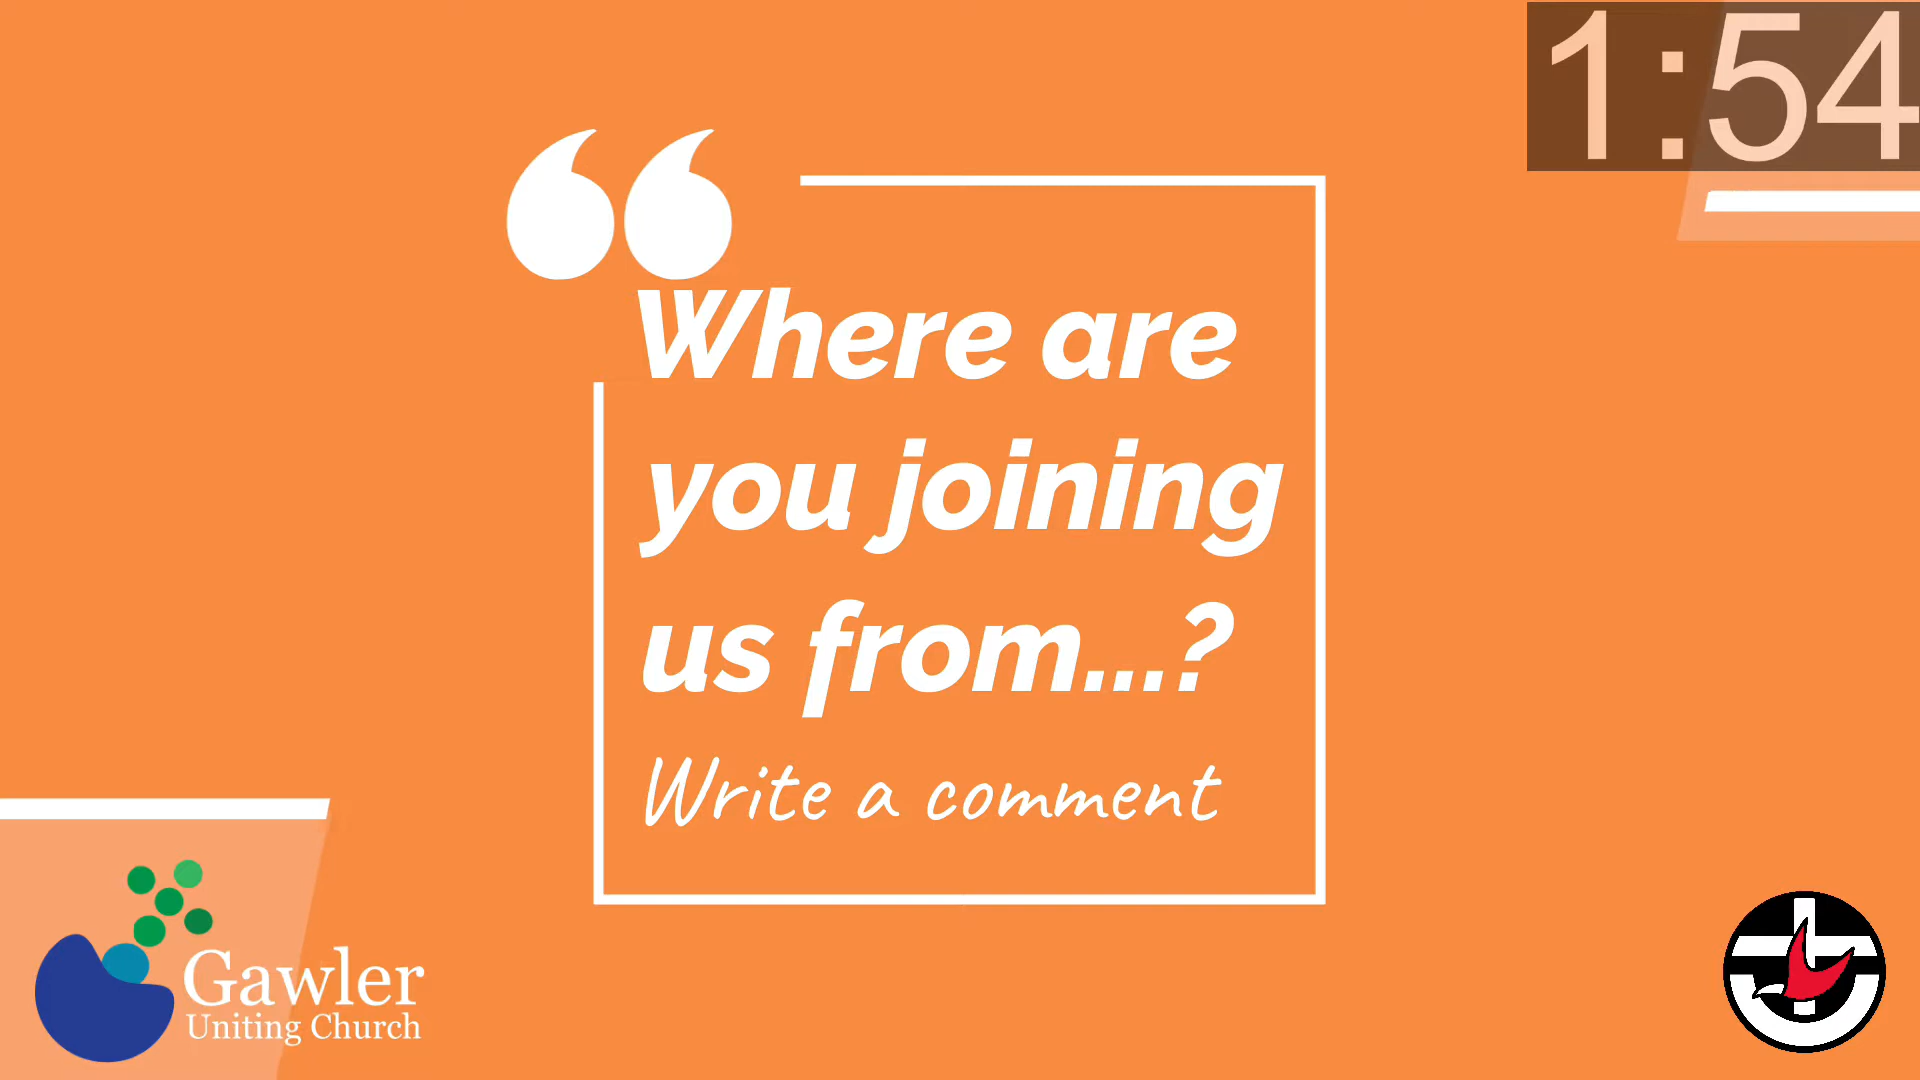 1:54
Where are
you joining
us from...?
Write a comment
Gawler
Uniting Church